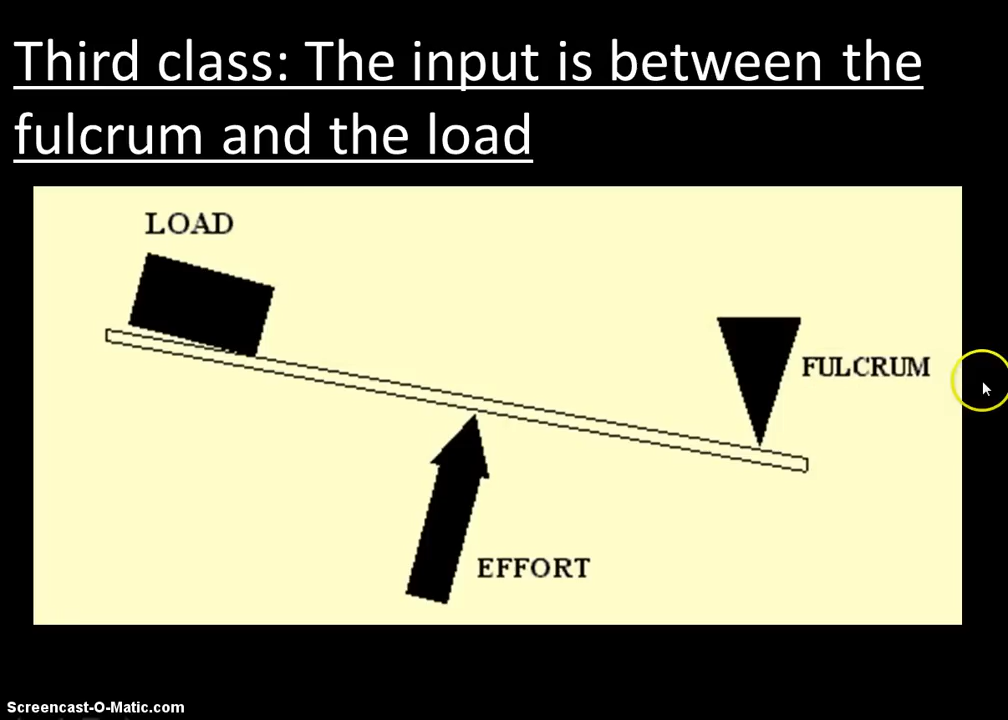 Third class: The input is between the
fulcrum and the load
LOAD
FULCRUM
EFFORT
Screencast-O-Matic.com